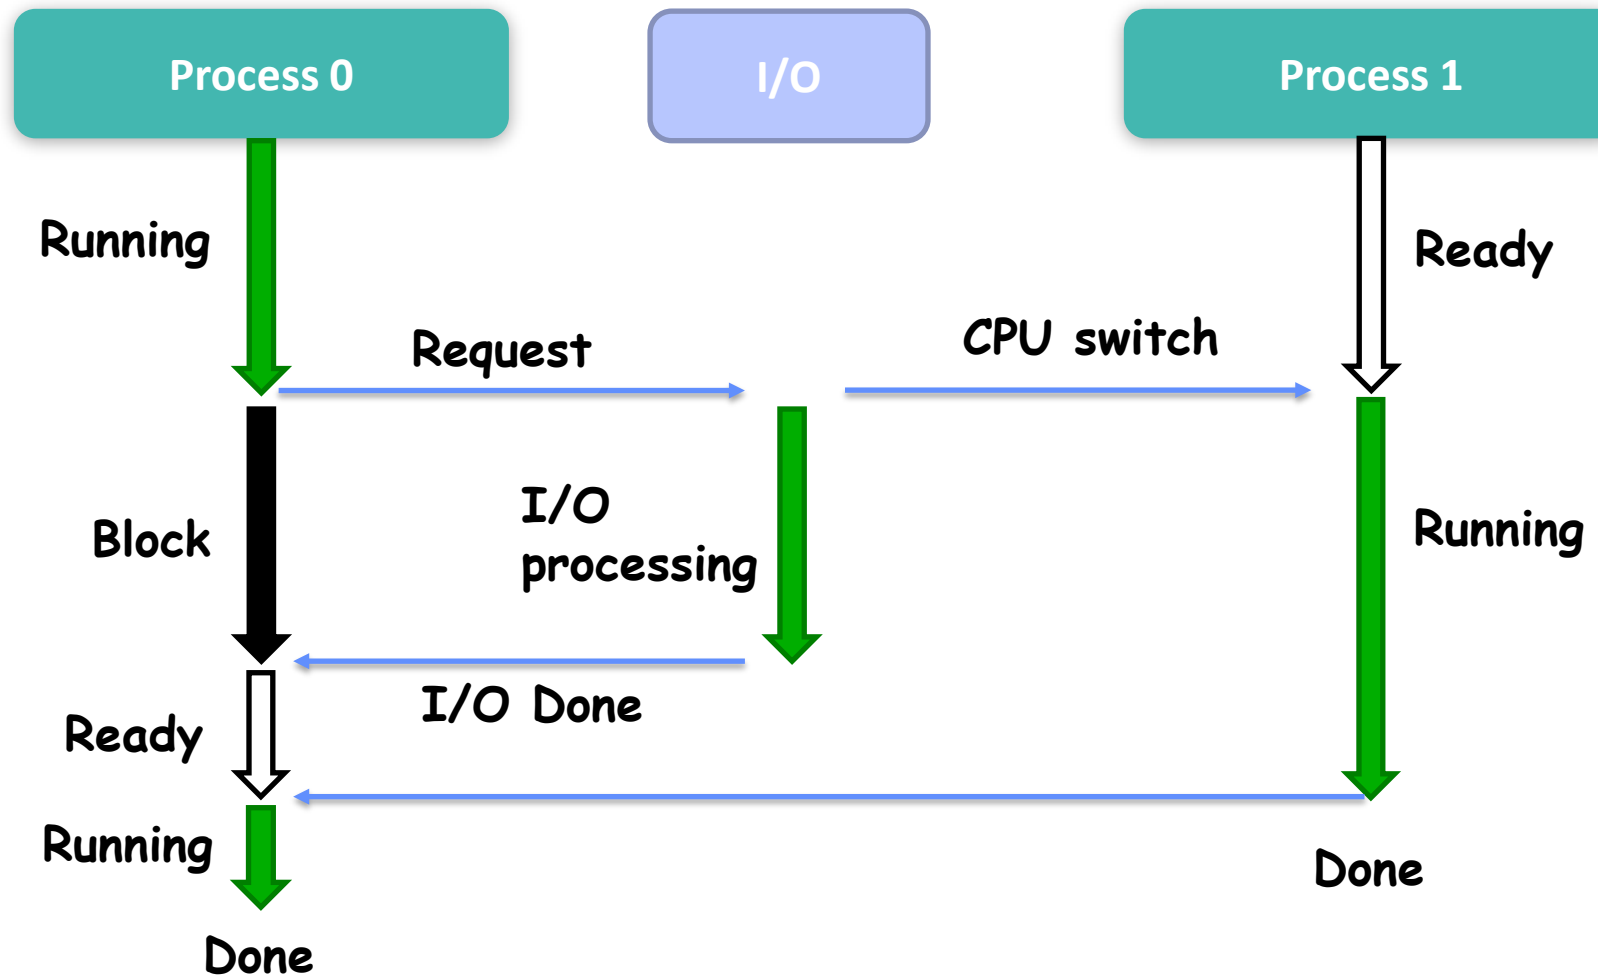 Process 0
I/O
Process 1
Running
Ready
Request
CPU switch
Block
I/O
processing
Running
I/O Done
Ready
Running
Done
Done